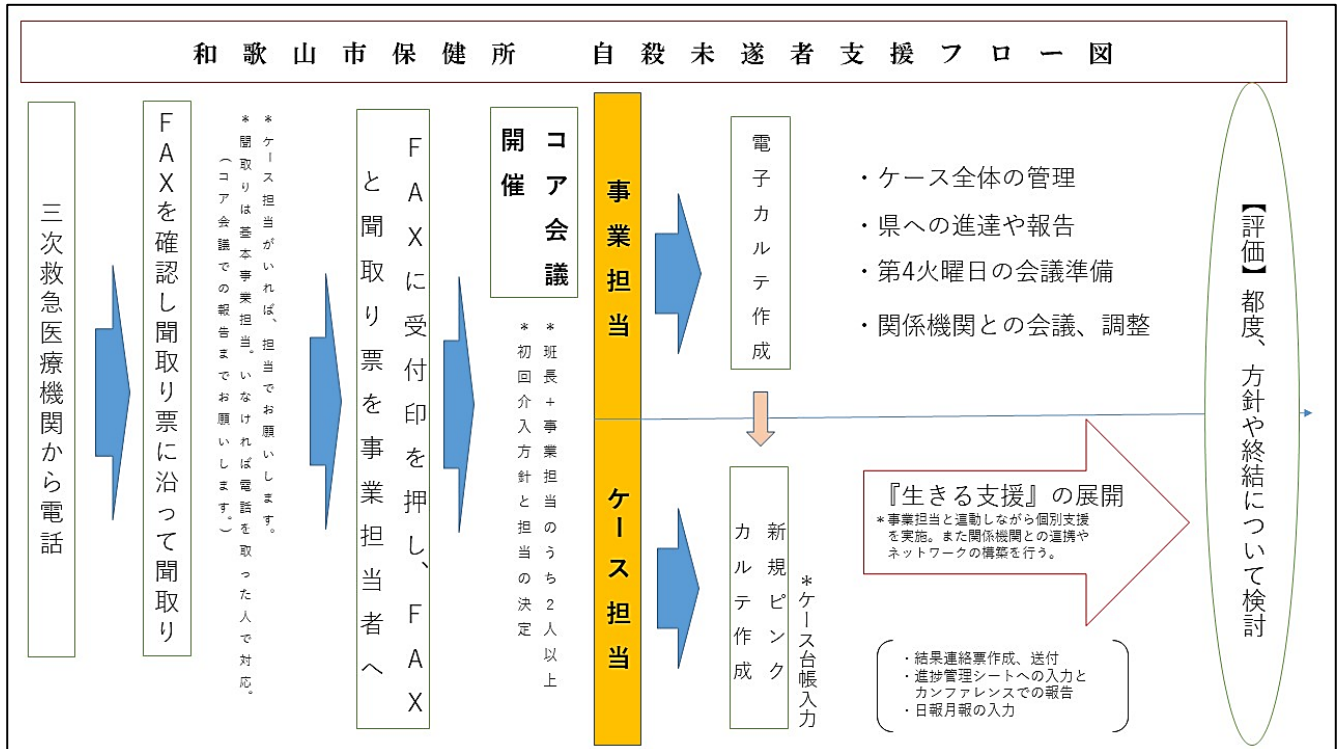 和歌山市保健所　自殺未遂者支援フロー図
三次救急医療機関から電話
FAXを確認し聞取り票に沿って聞取り
＊ケース担当がいれば、担当でお願いします。
＊聞取りは基本事業担当。いなければ電話を取った人で対応。
（コア会議での報告までお願いします。）
FAXに受付印を押し、FAX
と聞取り票を事業担当者へ
コア会議
開催
＊班長＋事業担当のうち2人以上
＊初回介入方針と担当の決定
事業担当
電子カルテ作成
・ケース全体の管理
・県への進達や報告
・第4火曜日の会議準備
・関係機関との会議、調整
ケース担当
新規ピンク
カルテ作成
＊ケース台帳入力
『生きる支援』の展開
＊事業担当と連動しながら個別支援
を実施。また関係機関との連携や
ネットワークの構築を行う。
・結果連絡票作成、送付
・進捗管理シートへの入力と
カンファレンスでの報告
・日報月報の入力
【評価】都度、方針や終結について検討